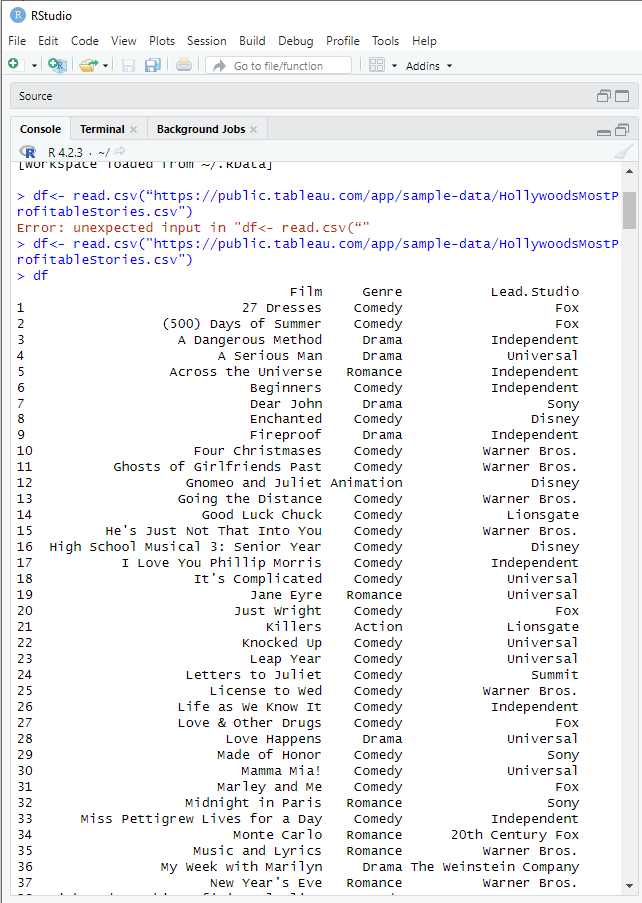 RStudio
File Edit Code View Plots Session Build Debug Profile Tools Help
Go to file/function Addins
Source
Console Terminal Background Jobs
R R 4.2.3 · ~/
[Workspace loaded from ~/.RData]
> df<- read.csv(“https://public.tableau.com/app/sample-data/HollywoodsMostP
rofitableStories.csv")
Error: unexpected input in "df<- read.csv(“"
> df<- read.csv("https://public.tableau.com/app/sample-data/HollywoodsMostP
rofitableStories.csv")
> df
Film Genre Lead.Studio
1 27 Dresses Comedy Fox
2 (500) Days of Summer Comedy Fox
3 A Dangerous Method Drama Independent
4 A Serious Man Drama Universal
5 Across the Universe Romance Independent
6 Beginners Comedy Independent
7 Dear John Drama Sony
8 Enchanted Comedy Disney
9 Fireproof Drama Independent
10 Four Christmases Comedy Warner Bros.
11 Ghosts of Girlfriends Past Comedy Warner Bros.
12 Gnomeo and Juliet Animation Disney
13 Going the Distance Comedy Warner Bros.
14 Good Luck Chuck Comedy Lionsgate
15 He's Just Not That Into You Comedy Warner Bros.
16 High School Musical 3: Senior Year Comedy Disney
17 I Love You Phillip Morris Comedy Independent
18 It's Complicated Comedy Universal
19 Jane Eyre Romance Universal
20 Just Wright Comedy Fox
21 Killers Action Lionsgate
22 Knocked Up Comedy Universal
23 Leap Year Comedy Universal
24 Letters to Juliet Comedy Summit
25 License to Wed Comedy Warner Bros.
26 Life as We Know It Comedy Independent
27 Love & Other Drugs Comedy Fox
28 Love Happens Drama Universal
29 Made of Honor Comedy Sony
30 Mamma Mia! Comedy Universal
31 Marley and Me Comedy Fox
32 Midnight in Paris Romance Sony
33 Miss Pettigrew Lives for a Day Comedy Independent
34 Monte Carlo Romance 20th Century Fox
35 Music and Lyrics Romance Warner Bros.
36 My Week with Marilyn Drama The Weinstein Company
37 New Year's Eve Romance Warner Bros.